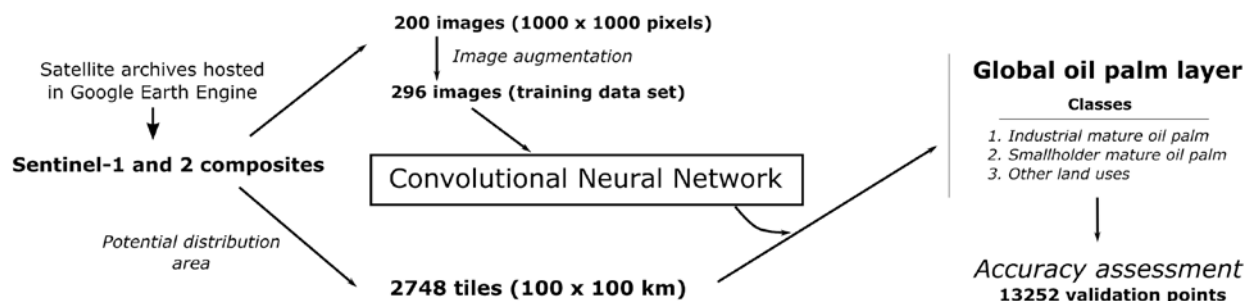 Satellite archives hosted
in Google Earth Engine
Sentinel-1 and 2 composites
200 images (1000 x 1000 pixels)
Image augmentation
296 images (training data set)
Convolutional Neural Network
Potential distribution
area
2748 tiles (100 x 100 km)
Global oil palm layer
Classes
1. Industrial mature oil palm
2. Smallholder mature oil palm
3. Other land uses
Accuracy assessment
13252 validation points